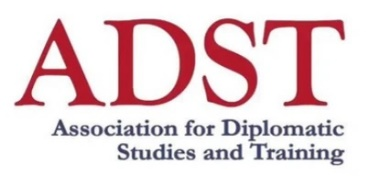 ADST
Association for Diplomatic
Studies and Training